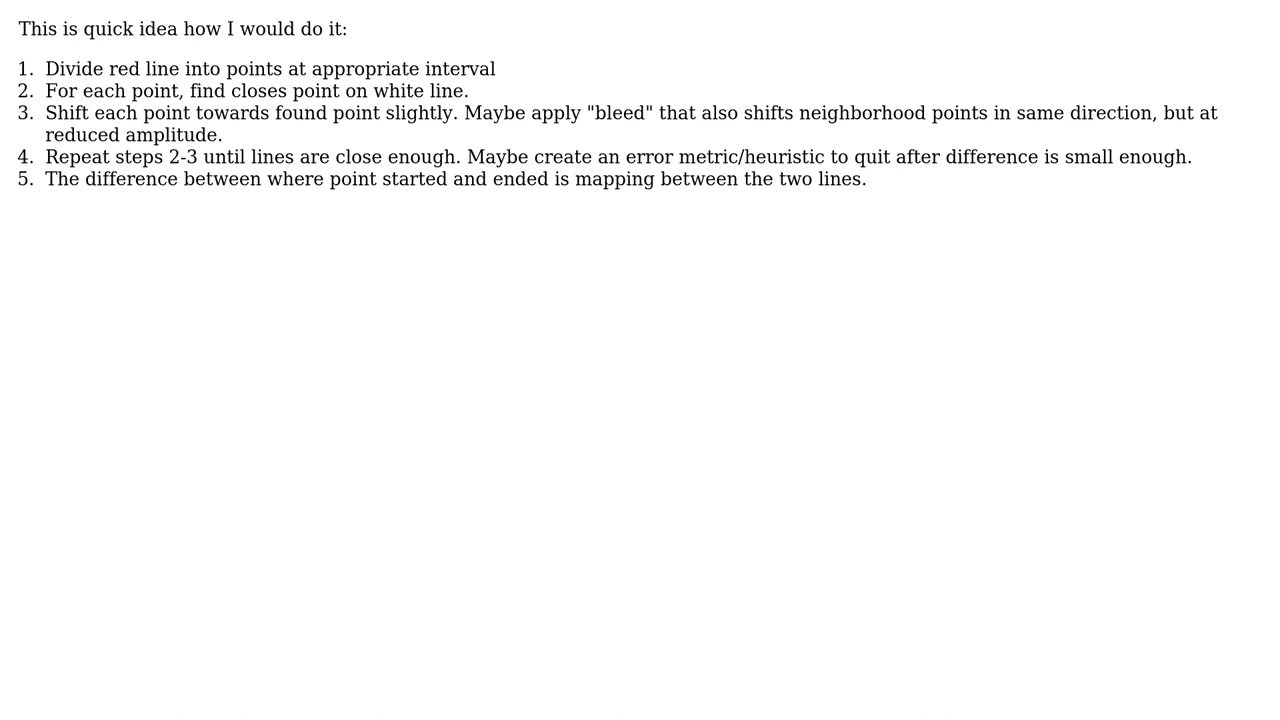 This is quick idea how I would do it:
1. Divide red line into points at appropriate interval
2. For each point, find closes point on white line.
3. Shift each point towards found point slightly. Maybe apply "bleed" that also shifts neighborhood points in same direction, but at
reduced amplitude.
4. Repeat steps 2-3 until lines are close enough. Maybe create an error metric/heuristic to quit after difference is small enough.
5. The difference between where point started and ended is mapping between the two lines.